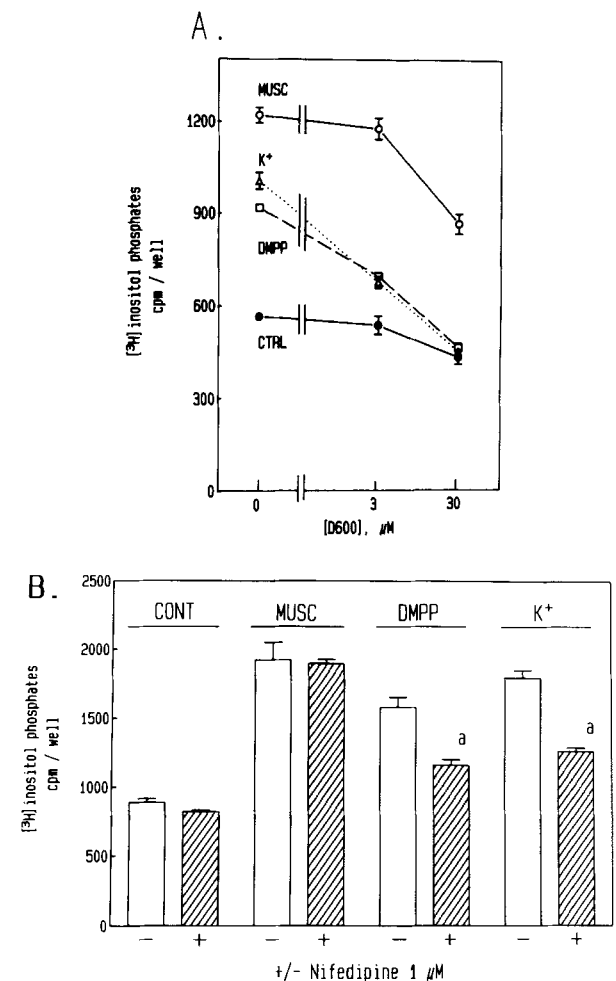 A.
1200
900
600
300
0
[³H]inositol phosphates
cpm / well
MUSC
K⁺
DMPP
CTRL
0 3 30
[D600], µM
B.
2500
2000
1500
1000
500
0
[³H]inositol phosphates
cpm / well
CONT MUSC DMPP K⁺
a a
− + − + − + − +
+/- Nifedipine 1 µM